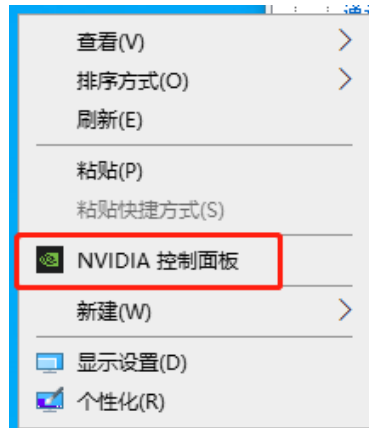 查看(V)
排序方式(O)
刷新(E)
粘贴(P)
粘贴快捷方式(S)
NVIDIA 控制面板
新建(W)
显示设置(D)
个性化(R)